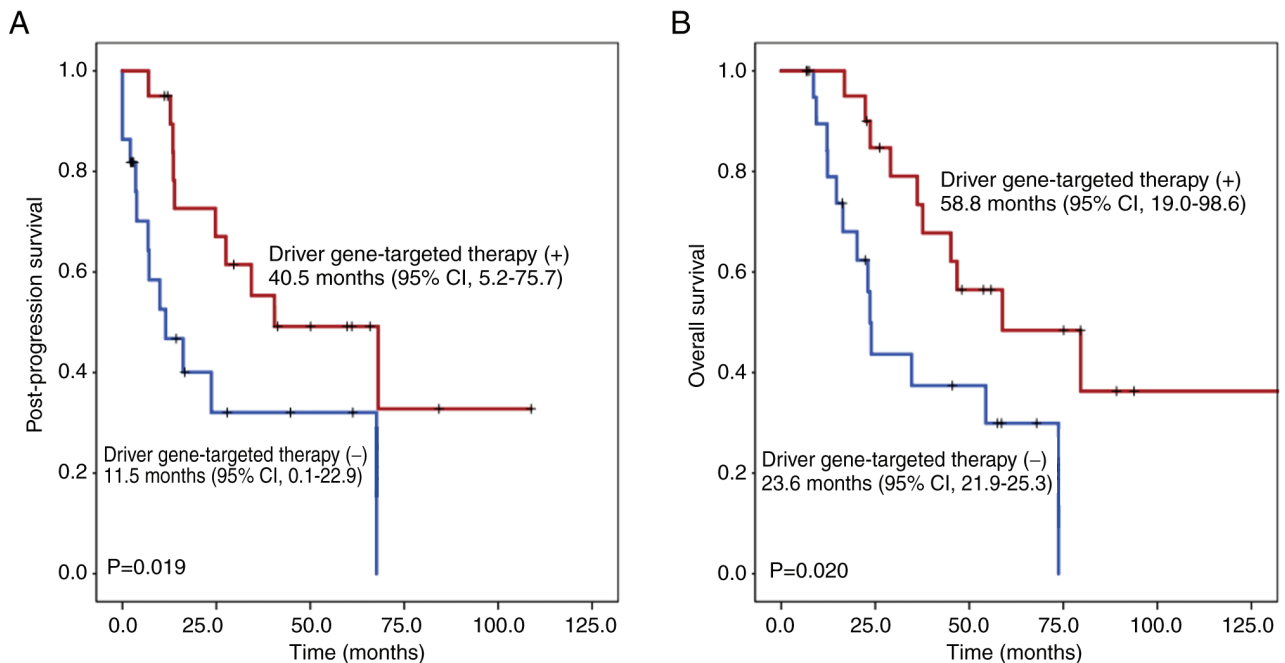 A
Post-progression survival
1.0
0.8
0.6
0.4
0.2
0.0
Driver gene-targeted therapy (+)
40.5 months (95% CI, 5.2-75.7)
Driver gene-targeted therapy (−)
11.5 months (95% CI, 0.1-22.9)
P=0.019
0.0 25.0 50.0 75.0 100.0 125.0
Time (months)
B
Overall survival
1.0
0.8
0.6
0.4
0.2
0.0
Driver gene-targeted therapy (+)
58.8 months (95% CI, 19.0-98.6)
Driver gene-targeted therapy (−)
23.6 months (95% CI, 21.9-25.3)
P=0.020
0.0 25.0 50.0 75.0 100.0 125.0
Time (months)